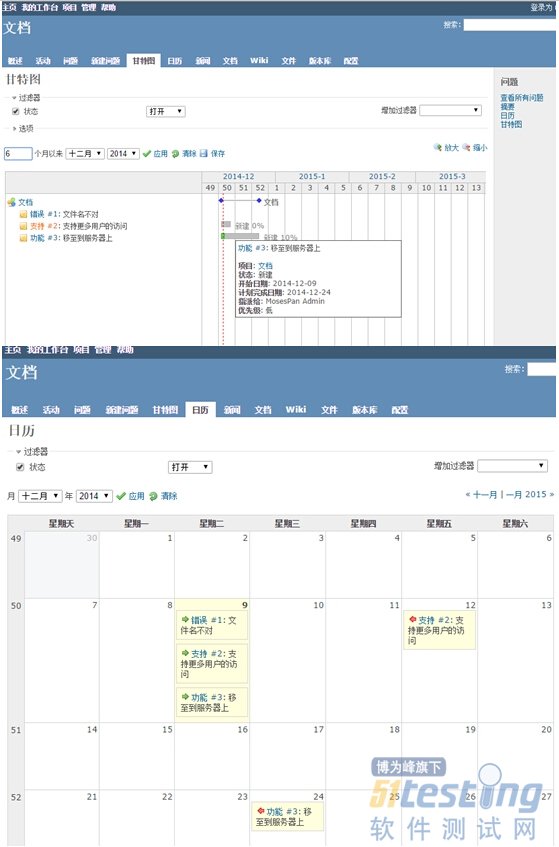 主页 我的工作台 项目 管理 帮助 登录为
文档 搜索:
概述 活动 问题 新建问题 甘特图 日历 新闻 文档 Wiki 文件 版本库 配置
甘特图
过滤器
状态 打开 增加过滤器
选项
6 个月以来 十二月 2014 应用 清除 保存 放大 缩小
问题
查看所有问题
摘要
日历
甘特图
2014-12 2015-1 2015-2 2015-3
49 50 51 52 1 2 3 4 5 6 7 8 9 10 11 12 13
文档 文档
错误 #1: 文件名不对
支持 #2: 支持更多用户的访问 新建 0%
功能 #3: 移至到服务器上 新建 10%
功能 #3: 移至到服务器上
项目: 文档
状态: 新建
开始日期: 2014-12-09
计划完成日期: 2014-12-24
指派给: MosesPan Admin
优先级: 低
主页 我的工作台 项目 管理 帮助
文档 搜索:
概述 活动 问题 新建问题 甘特图 日历 新闻 文档 Wiki 文件 版本库 配置
日历
过滤器
状态 打开 增加过滤器
月 十二月 年 2014 应用 清除 « 十一月 | 一月 2015 »
星期天 星期一 星期二 星期三 星期四 星期五 星期六
49 30 1 2 3 4 5 6
50 7 8 9 10 11 12 13
错误 #1: 文件名不对
支持 #2: 支持更多用户的访问
功能 #3: 移至到服务器上
支持 #2: 支持更多用户的访问
51 14 15 16 17 18 19 20
52 21 22 23 24 25 26 27
功能 #3: 移至到服务器上
博为峰旗下
51testing
软件测试网